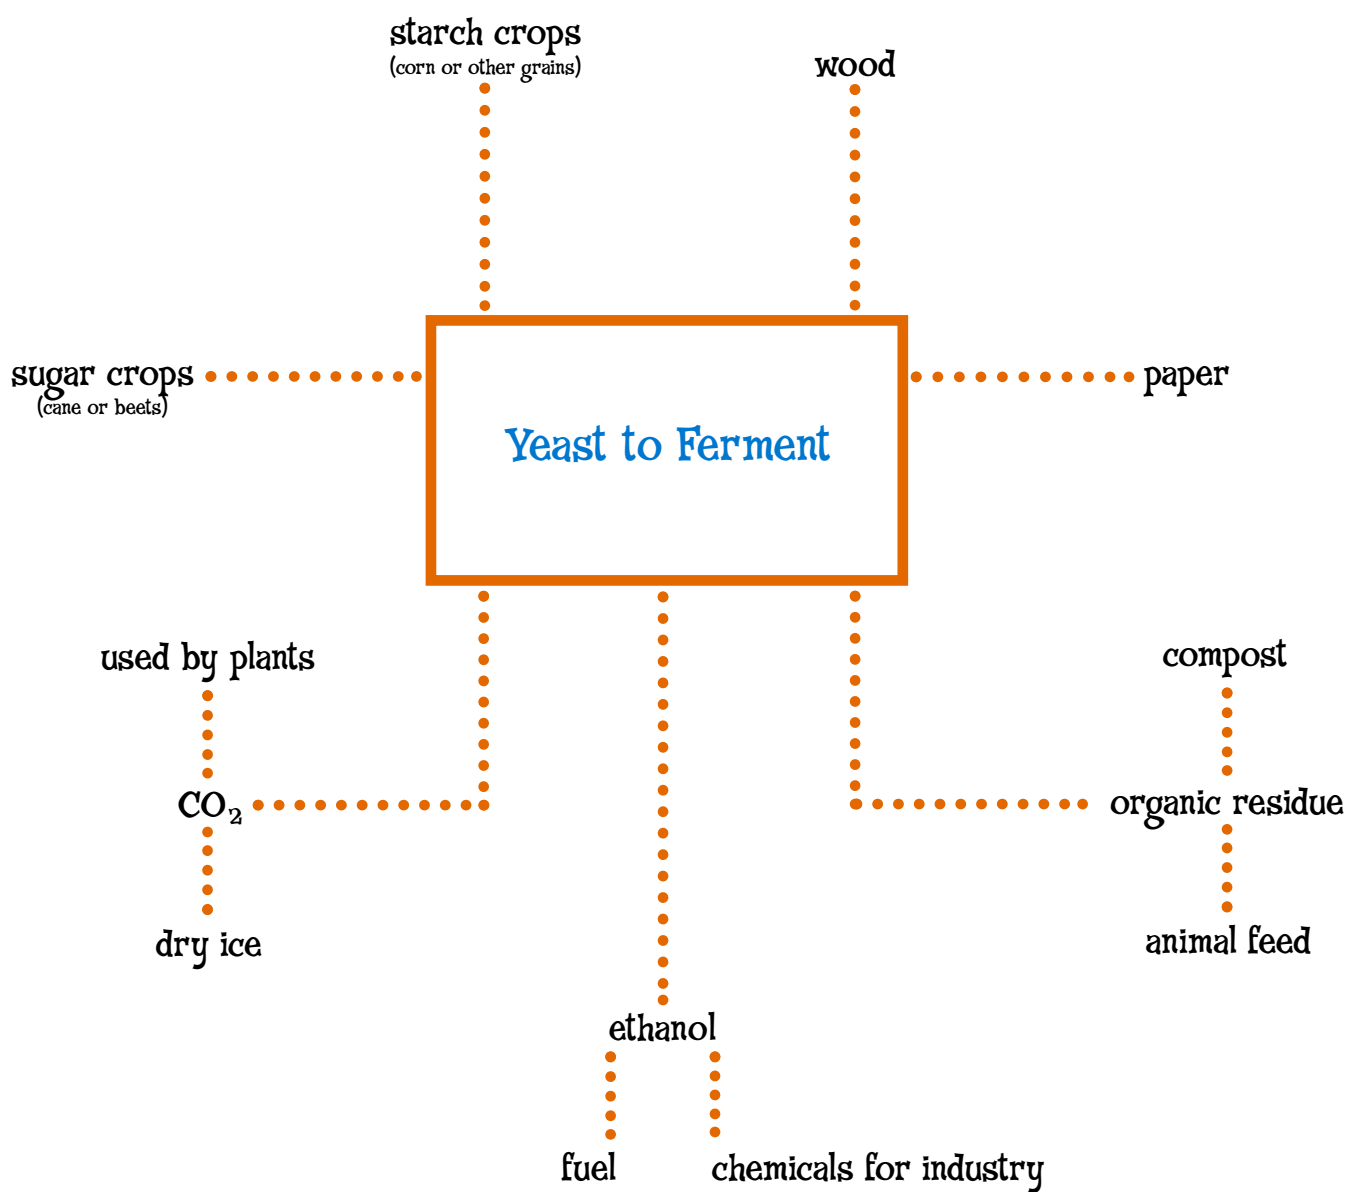 starch crops
(corn or other grains)
wood
sugar crops
(cane or beets)
paper
Yeast to Ferment
used by plants
compost
CO₂
organic residue
dry ice
animal feed
ethanol
fuel
chemicals for industry